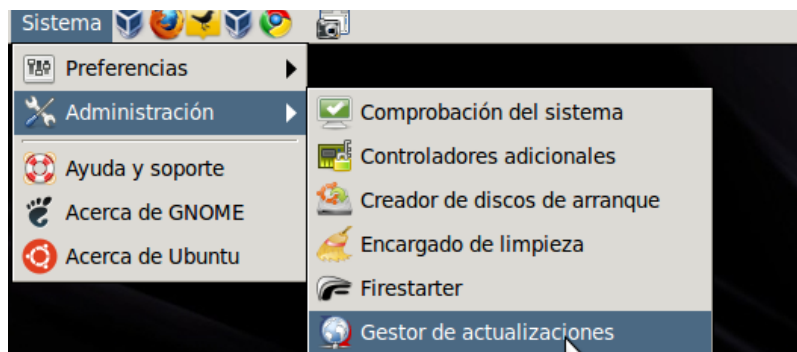 Sistema
Preferencias
Administración
Ayuda y soporte
Acerca de GNOME
Acerca de Ubuntu
Comprobación del sistema
Controladores adicionales
Creador de discos de arranque
Encargado de limpieza
Firestarter
Gestor de actualizaciones